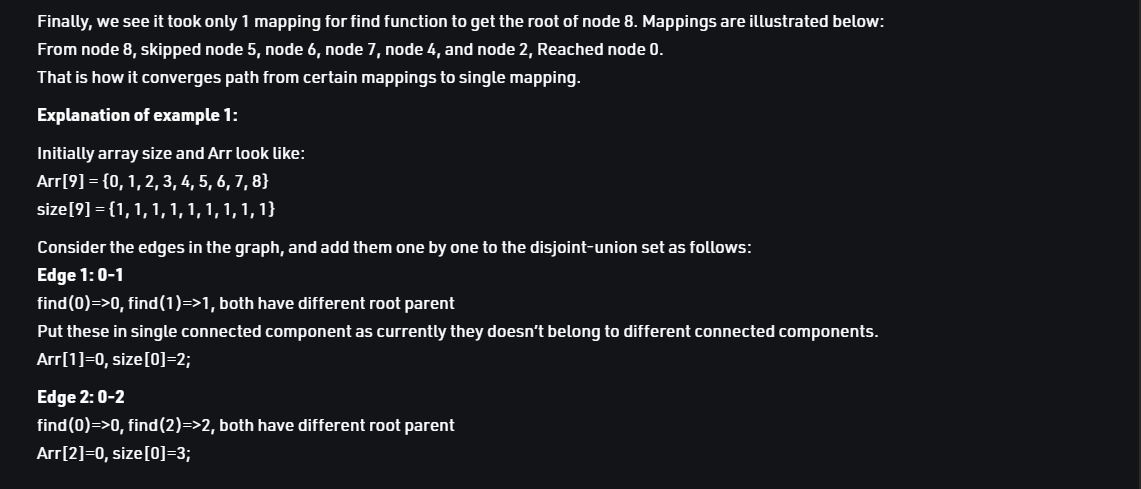 Finally, we see it took only 1 mapping for find function to get the root of node 8. Mappings are illustrated below:
From node 8, skipped node 5, node 6, node 7, node 4, and node 2, Reached node 0.
That is how it converges path from certain mappings to single mapping.
Explanation of example 1:
Initially array size and Arr look like:
Arr[9] = {0, 1, 2, 3, 4, 5, 6, 7, 8}
size[9] = {1, 1, 1, 1, 1, 1, 1, 1, 1}
Consider the edges in the graph, and add them one by one to the disjoint-union set as follows:
Edge 1: 0-1
find(0)=>0, find(1)=>1, both have different root parent
Put these in single connected component as currently they doesn’t belong to different connected components.
Arr[1]=0, size[0]=2;
Edge 2: 0-2
find(0)=>0, find(2)=>2, both have different root parent
Arr[2]=0, size[0]=3;